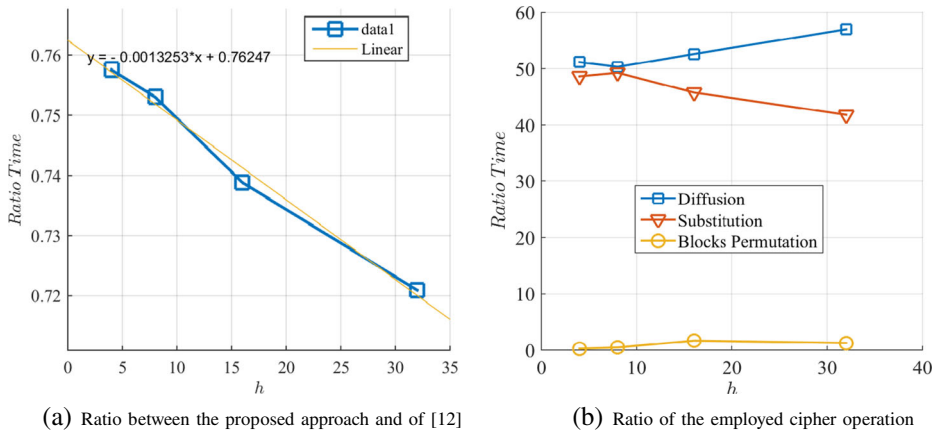 0.76
0.75
0.74
0.73
0.72
0 5 10 15 20 25 30 35
Ratio Time
h
y = - 0.0013253*x + 0.76247
data1
Linear
(a) Ratio between the proposed approach and of [12]
60
50
40
30
20
10
0
0 10 20 30 40
Ratio Time
h
Diffusion
Substitution
Blocks Permutation
(b) Ratio of the employed cipher operation